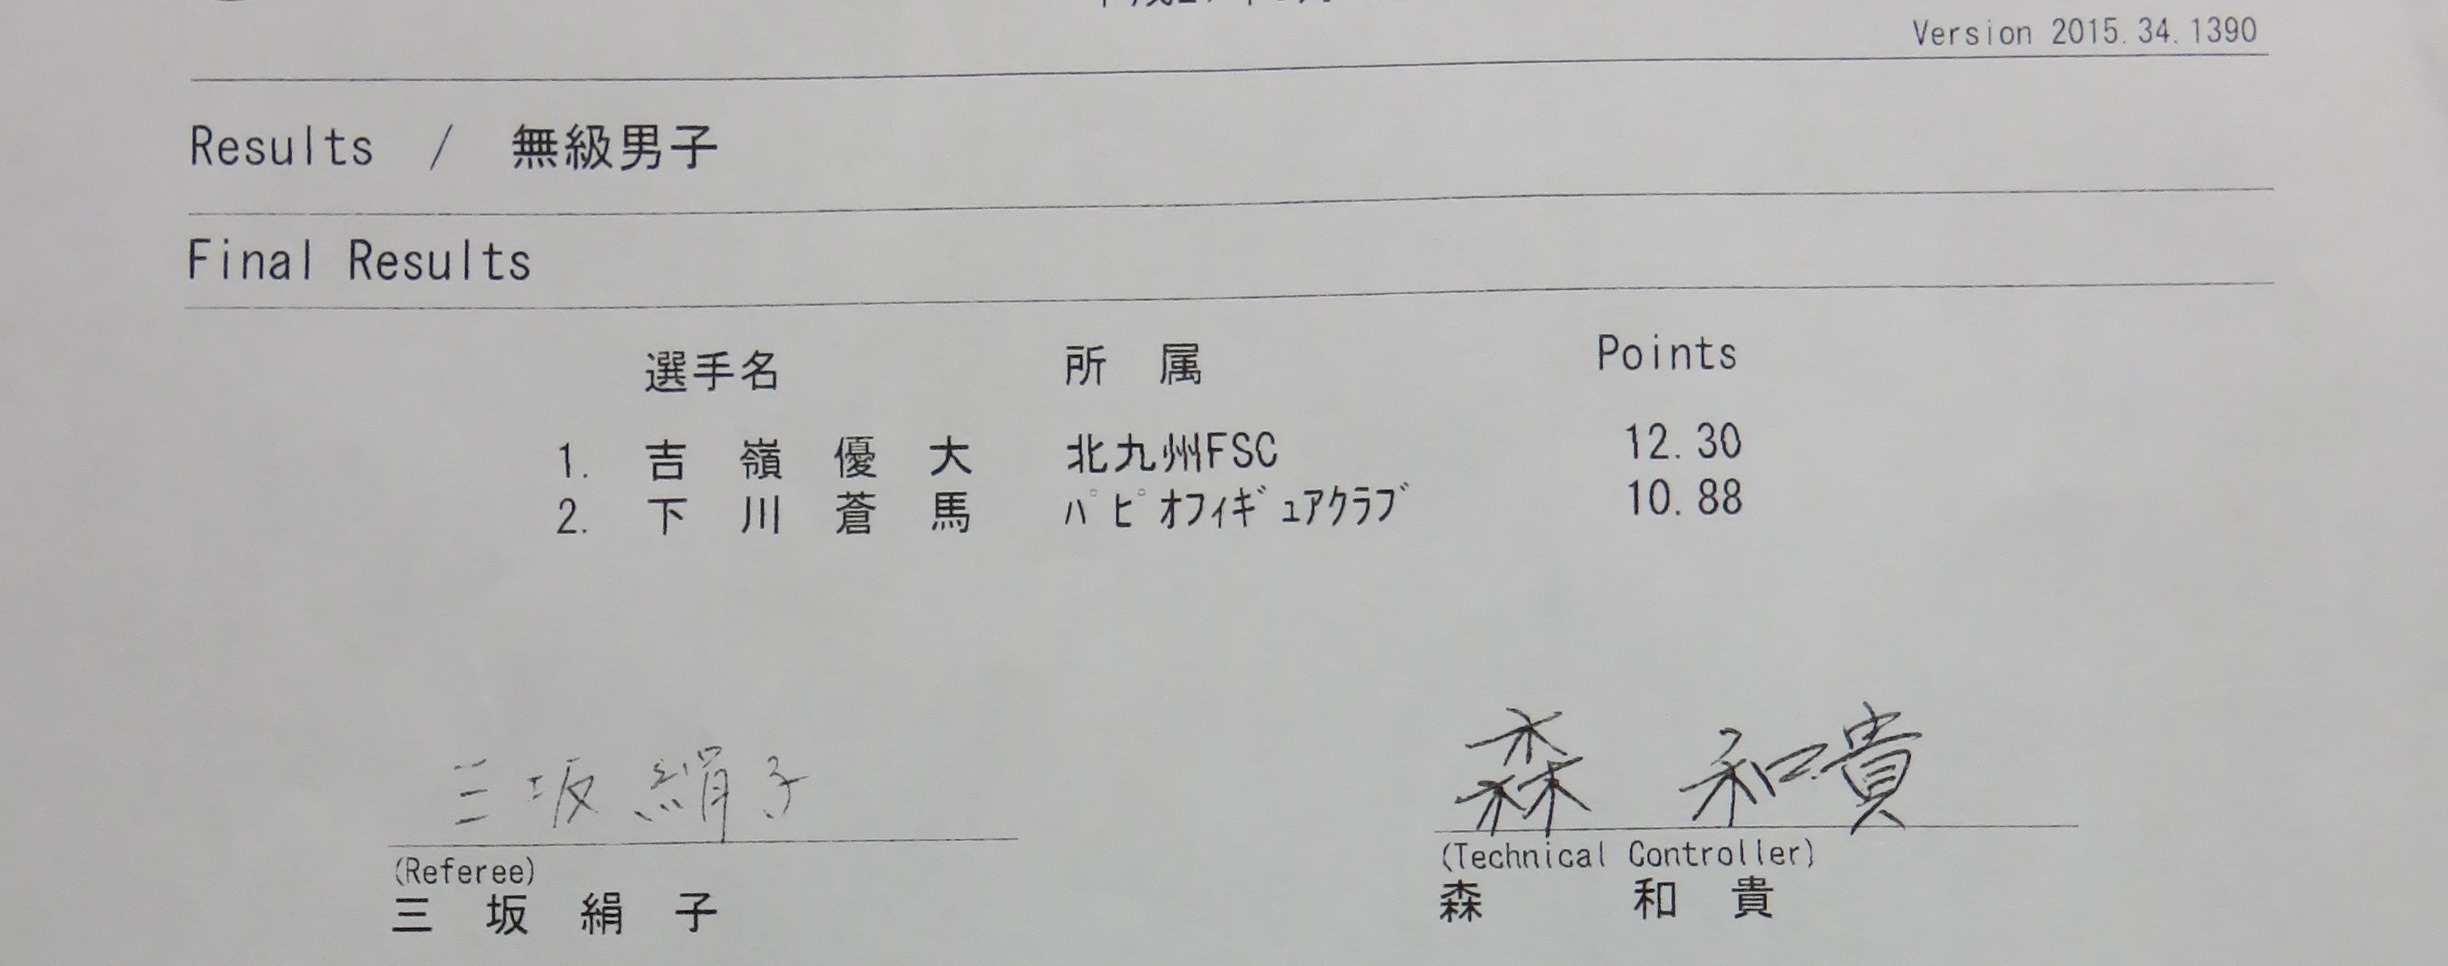 Version 2015.34.1390
Results / 無級男子
Final Results
選手名 所 属 Points
1. 吉 嶺 優 大 北九州FSC 12.30
2. 下 川 蒼 馬 ﾊﾟﾋﾟｵﾌｨｷﾞｭｱｸﾗﾌﾞ 10.88
三坂 絹子 森 和貴
(Referee) (Technical Controller)
三 坂 絹 子 森 和 貴